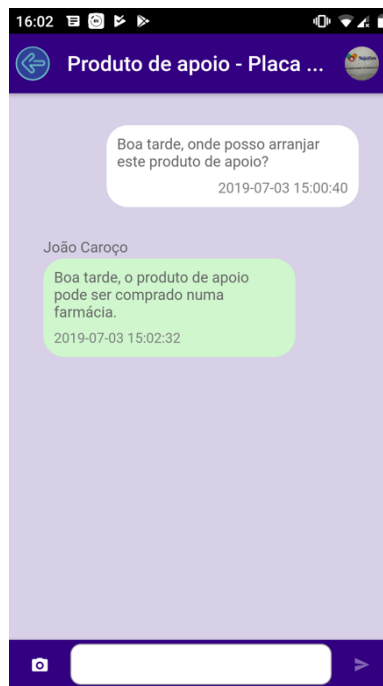 16:02
Produto de apoio - Placa ...
Boa tarde, onde posso arranjar
este produto de apoio?
2019-07-03 15:00:40
João Caroço
Boa tarde, o produto de apoio
pode ser comprado numa
farmácia.
2019-07-03 15:02:32